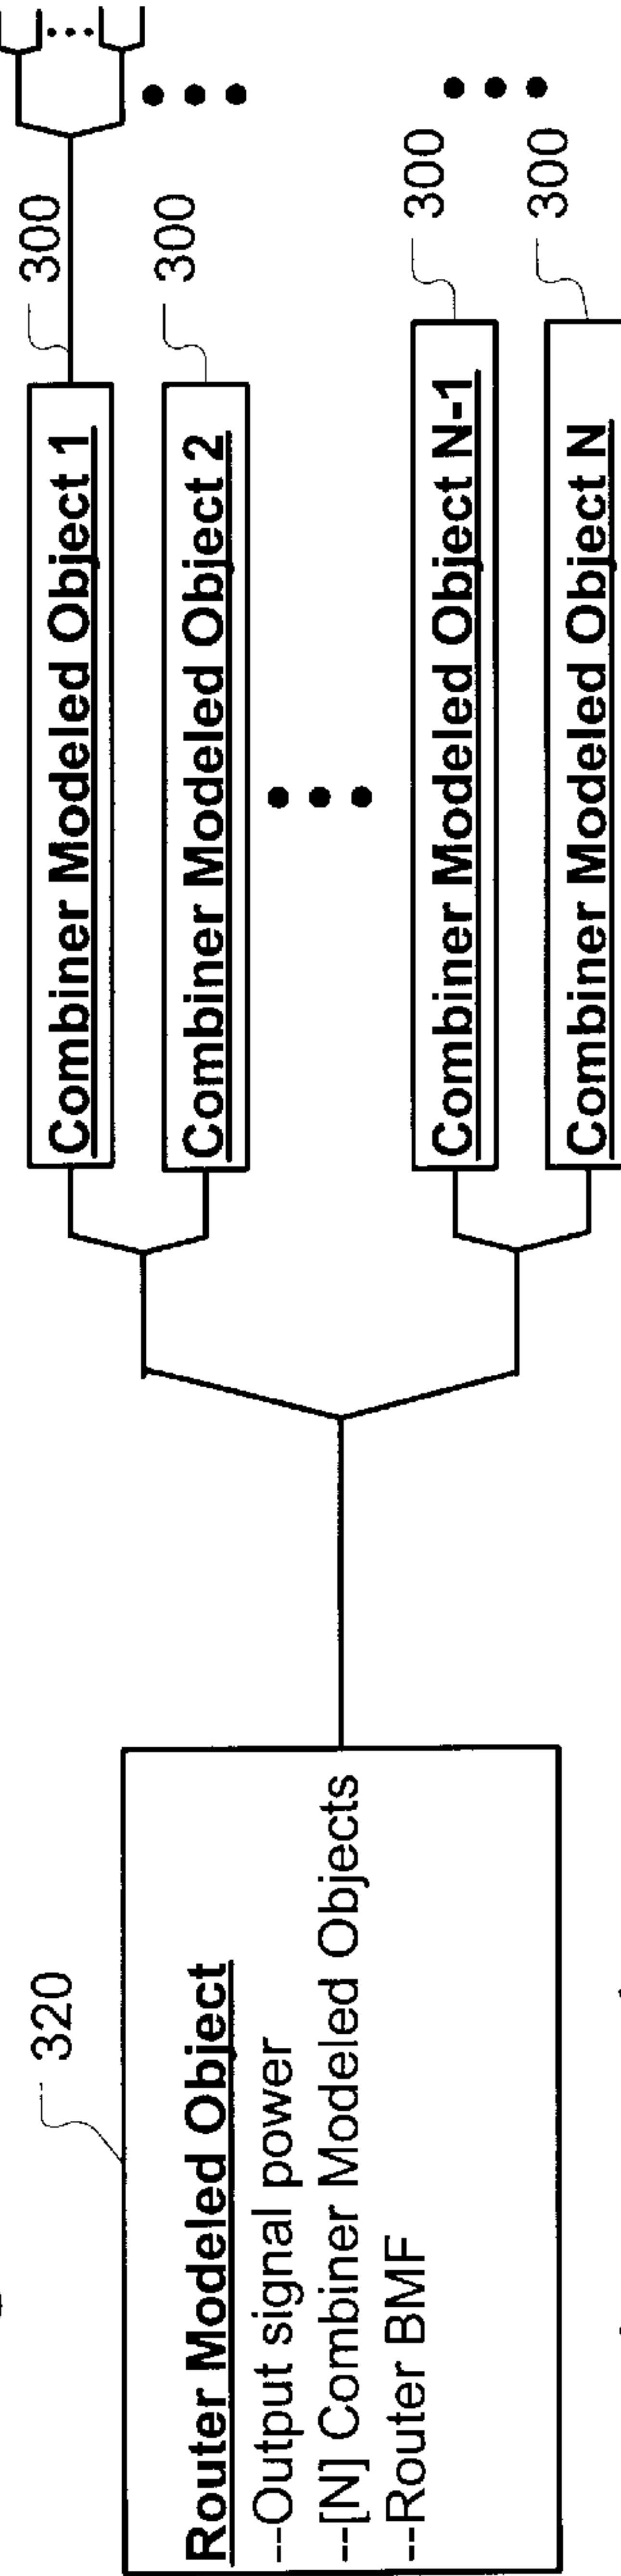 320
Router Modeled Object
--Output signal power
--[N] Combiner Modeled Objects
--Router BMF
Combiner Modeled Object 1
300
Combiner Modeled Object 2
300
Combiner Modeled Object N-1
300
Combiner Modeled Object N
300